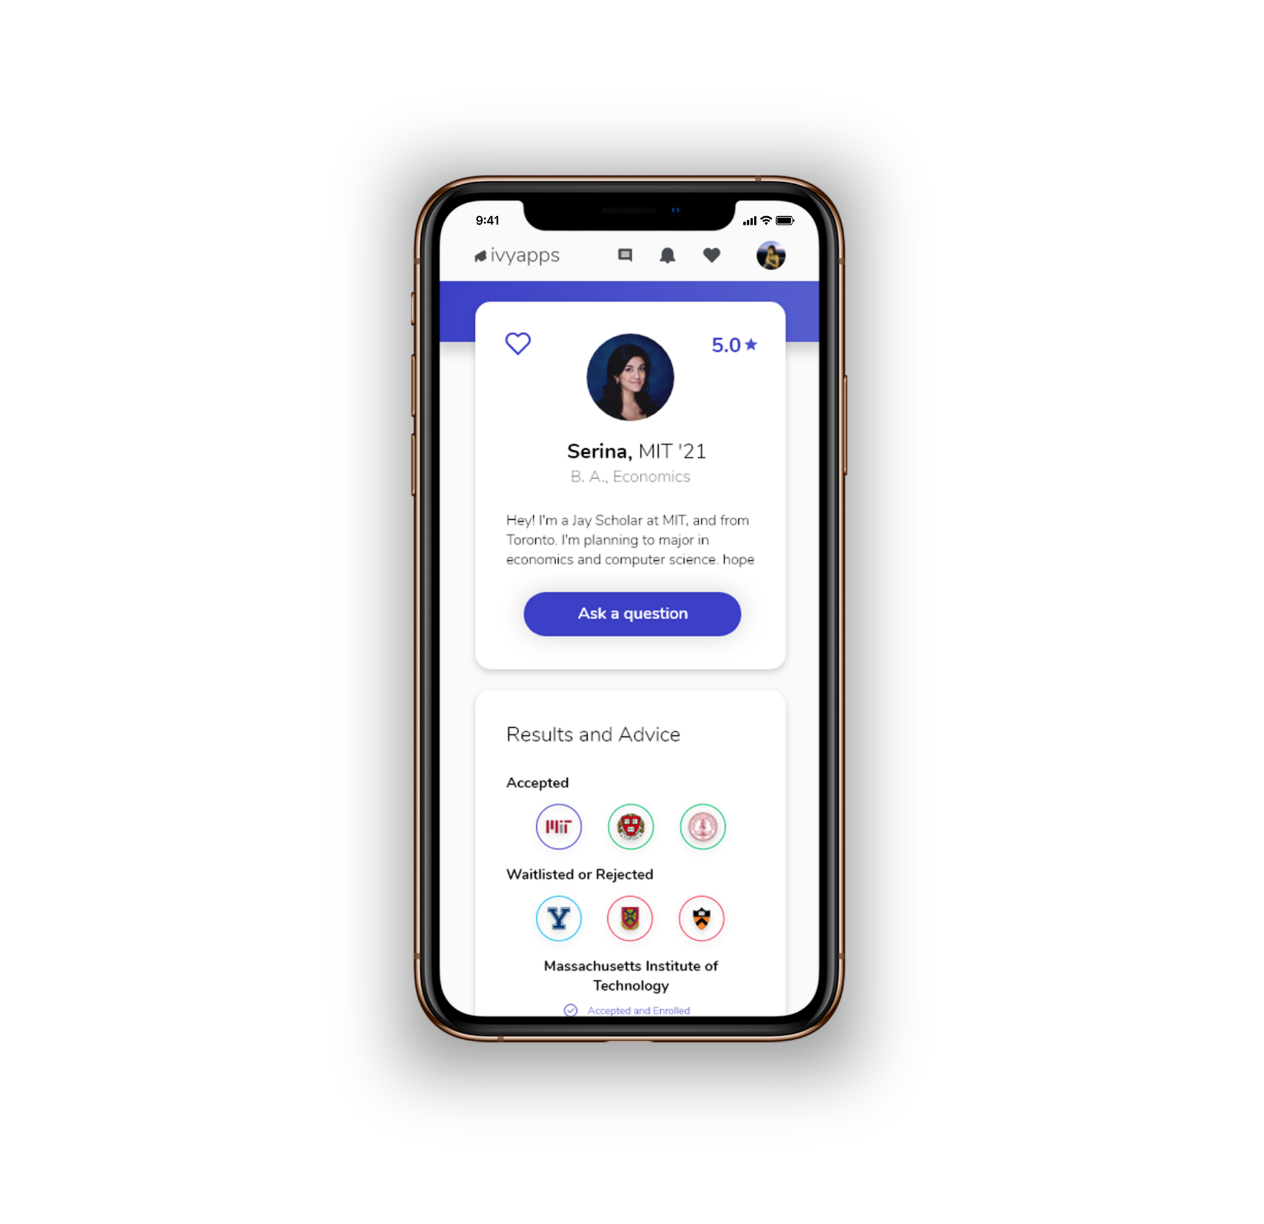 9:41
ivyapps
5.0
Serina, MIT '21
B. A., Economics
Hey! I'm a Jay Scholar at MIT, and from
Toronto. I'm planning to major in
economics and computer science. hope
Ask a question
Results and Advice
Accepted
MIT
Waitlisted or Rejected
Y
Massachusetts Institute of
Technology
Accepted and Enrolled